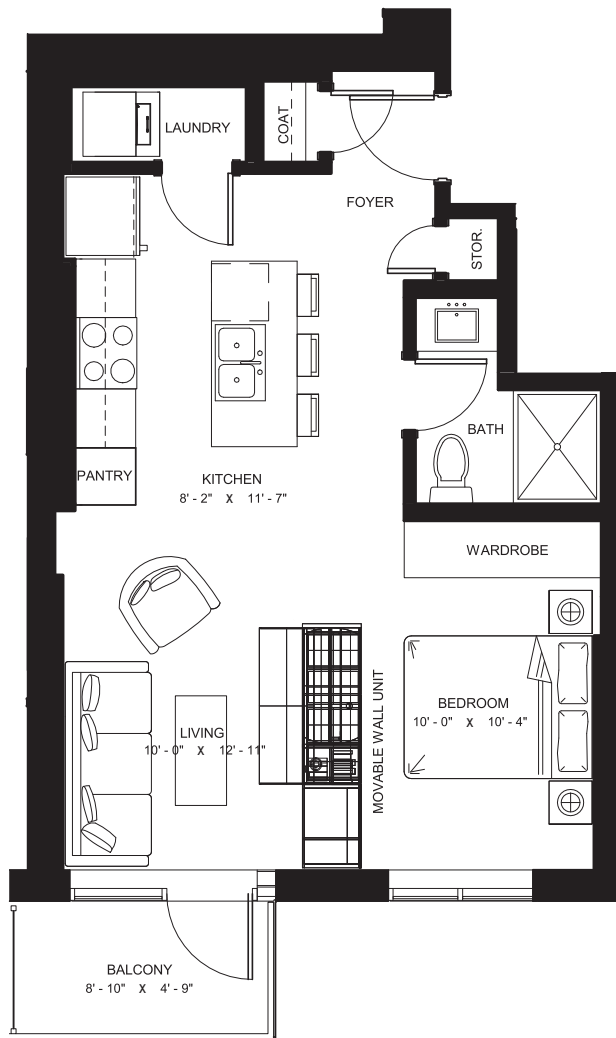 LAUNDRY
COAT
FOYER
STOR.
BATH
PANTRY
KITCHEN
8' - 2" X 11' - 7"
WARDROBE
MOVABLE WALL UNIT
BEDROOM
10' - 0" X 10' - 4"
LIVING
10' - 0" X 12' - 11"
BALCONY
8' - 10" X 4' - 9"